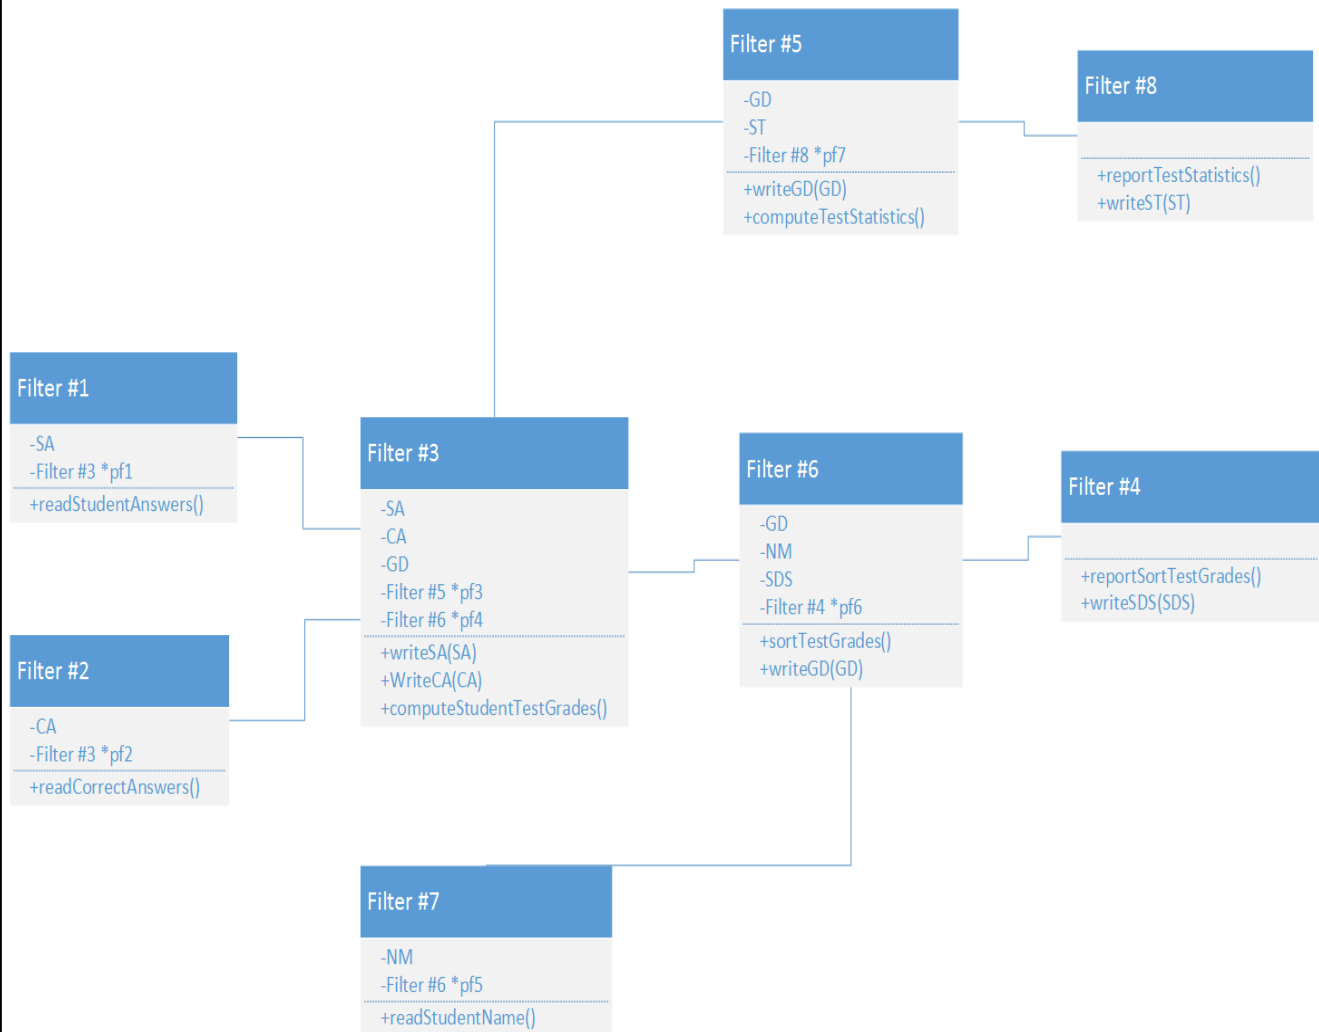 Filter #5
-GD
-ST
-Filter #8 *pf7
+writeGD(GD)
+computeTestStatistics()
Filter #8
+reportTestStatistics()
+writeST(ST)
Filter #1
-SA
-Filter #3 *pf1
+readStudentAnswers()
Filter #3
-SA
-CA
-GD
-Filter #5 *pf3
-Filter #6 *pf4
+writeSA(SA)
+WriteCA(CA)
+computeStudentTestGrades()
Filter #6
-GD
-NM
-SDS
-Filter #4 *pf6
+sortTestGrades()
+writeGD(GD)
Filter #4
+reportSortTestGrades()
+writeSDS(SDS)
Filter #2
-CA
-Filter #3 *pf2
+readCorrectAnswers()
Filter #7
-NM
-Filter #6 *pf5
+readStudentName()